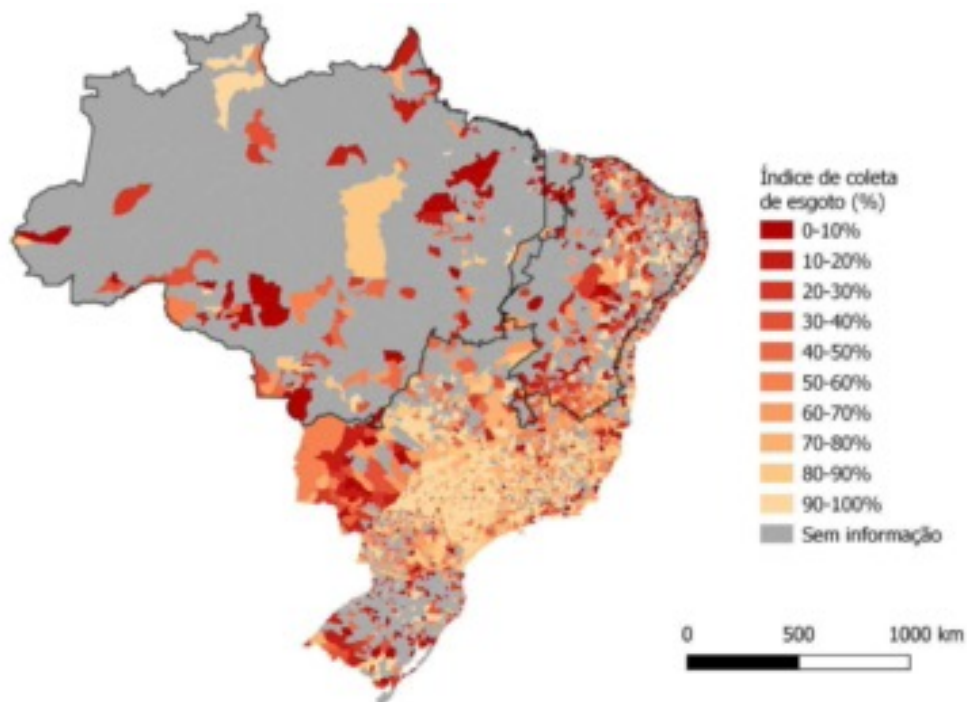 Índice de coleta
de esgoto (%)
0-10%
10-20%
20-30%
30-40%
40-50%
50-60%
60-70%
70-80%
80-90%
90-100%
Sem informação
0 500 1000 km